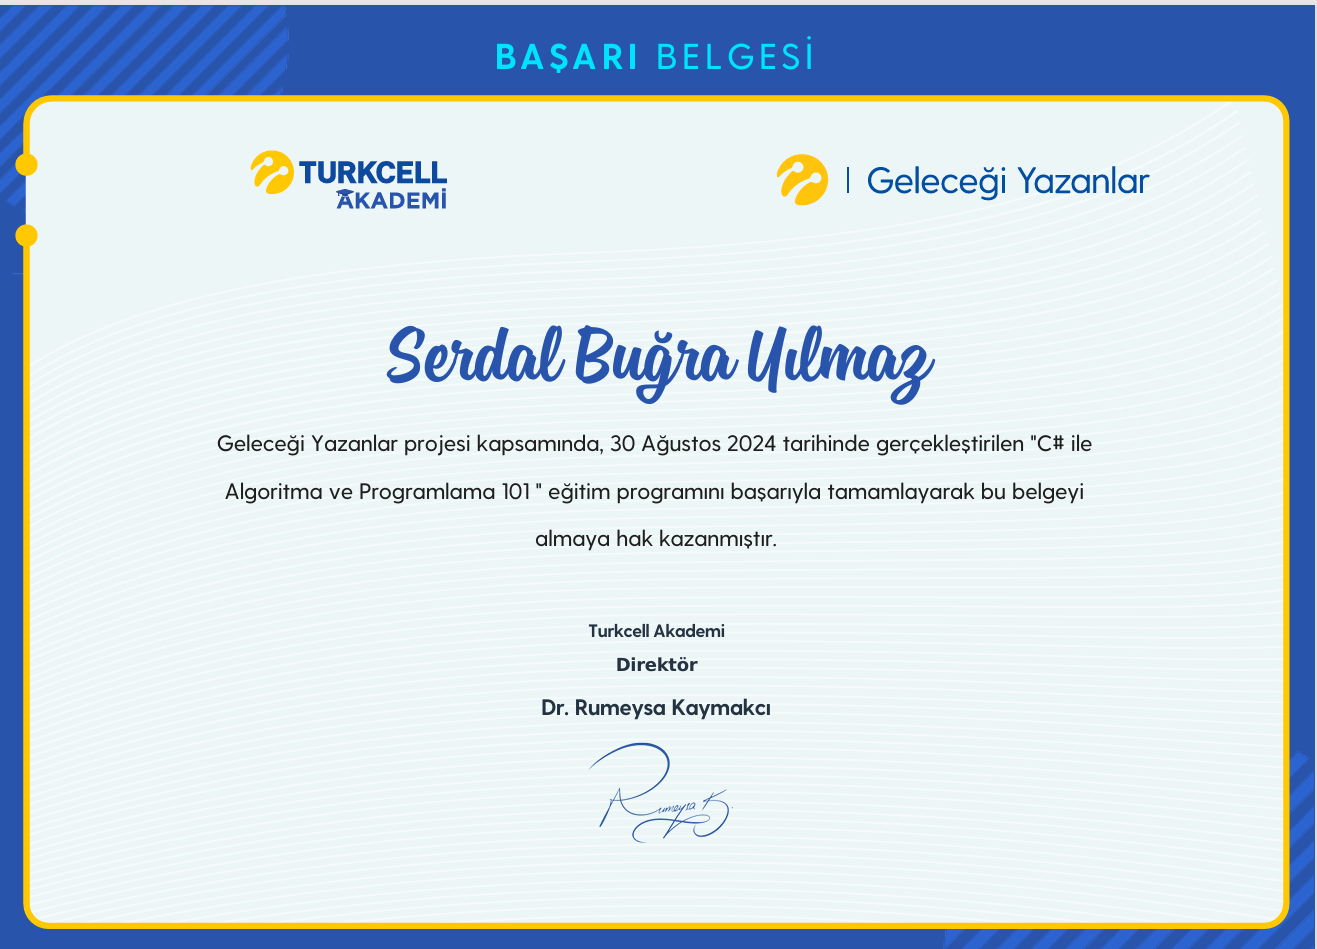 BAŞARI BELGESİ
TURKCELL
AKADEMİ
Geleceği Yazanlar
Serdal Buğra Yılmaz
Geleceği Yazanlar projesi kapsamında, 30 Ağustos 2024 tarihinde gerçekleştirilen "C# ile
Algoritma ve Programlama 101 " eğitim programını başarıyla tamamlayarak bu belgeyi
almaya hak kazanmıştır.
Turkcell Akademi
Direktör
Dr. Rumeysa Kaymakcı
Rumeysa K.